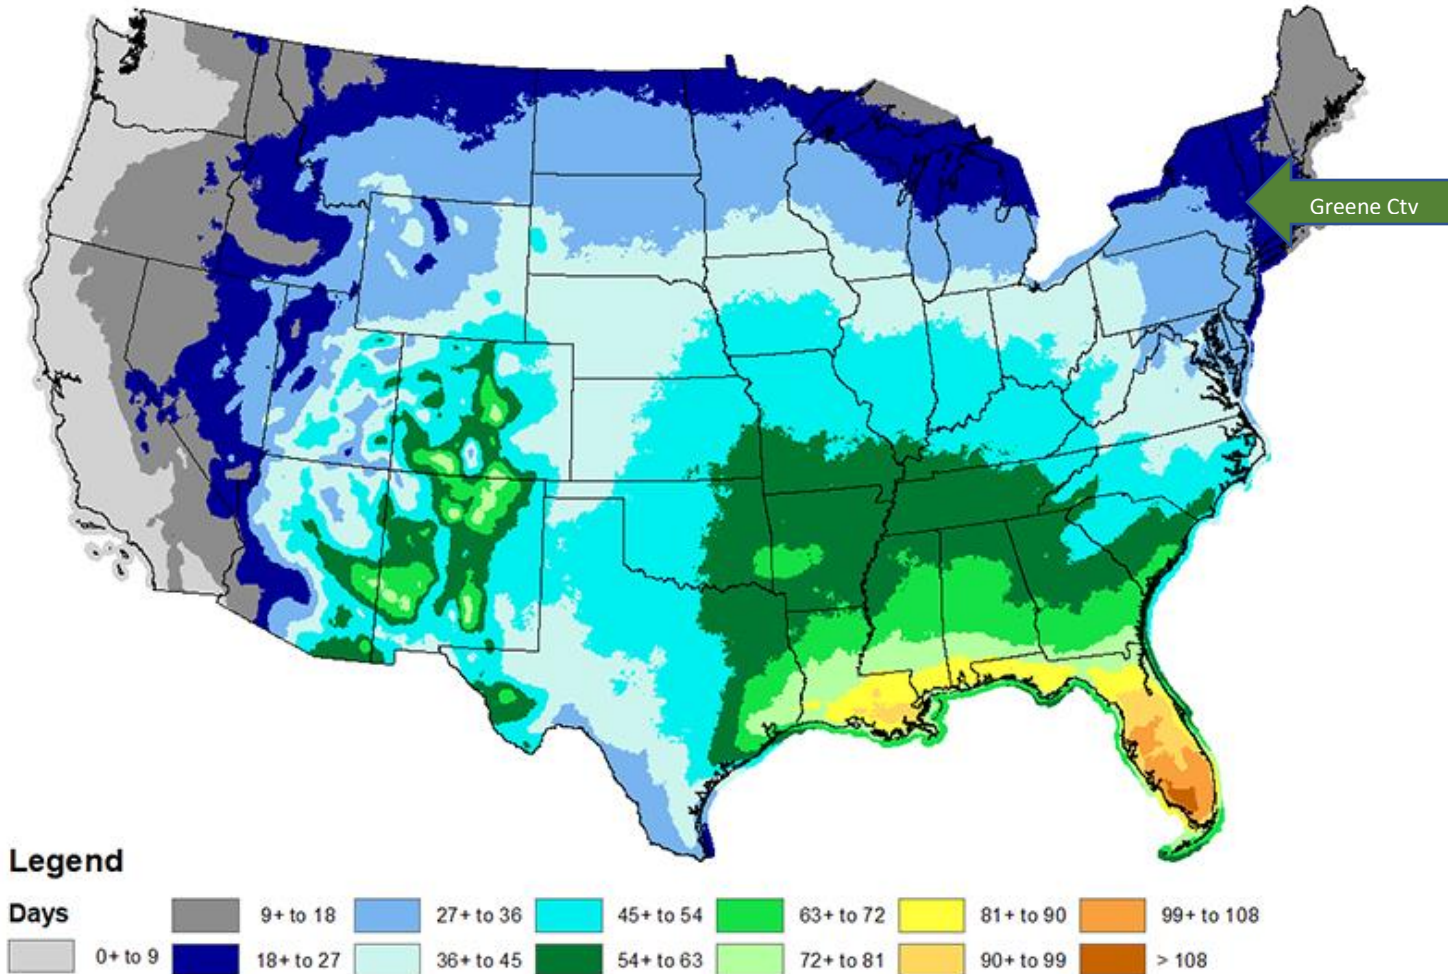 Greene Ctv
Legend
Days
9+ to 18
27+ to 36
45+ to 54
63+ to 72
81+ to 90
99+ to 108
0+ to 9
18+ to 27
36+ to 45
54+ to 63
72+ to 81
90+ to 99
> 108